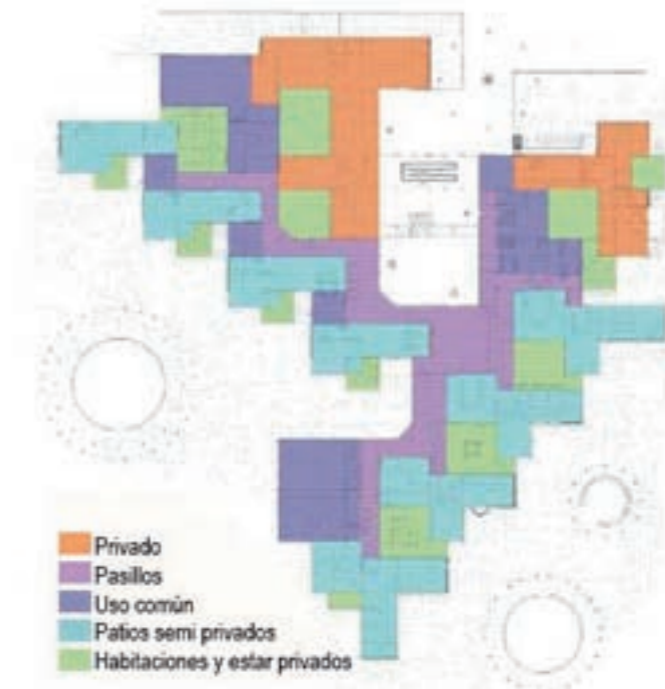 Privado
Pasillos
Uso común
Patios semi privados
Habitaciones y estar privados